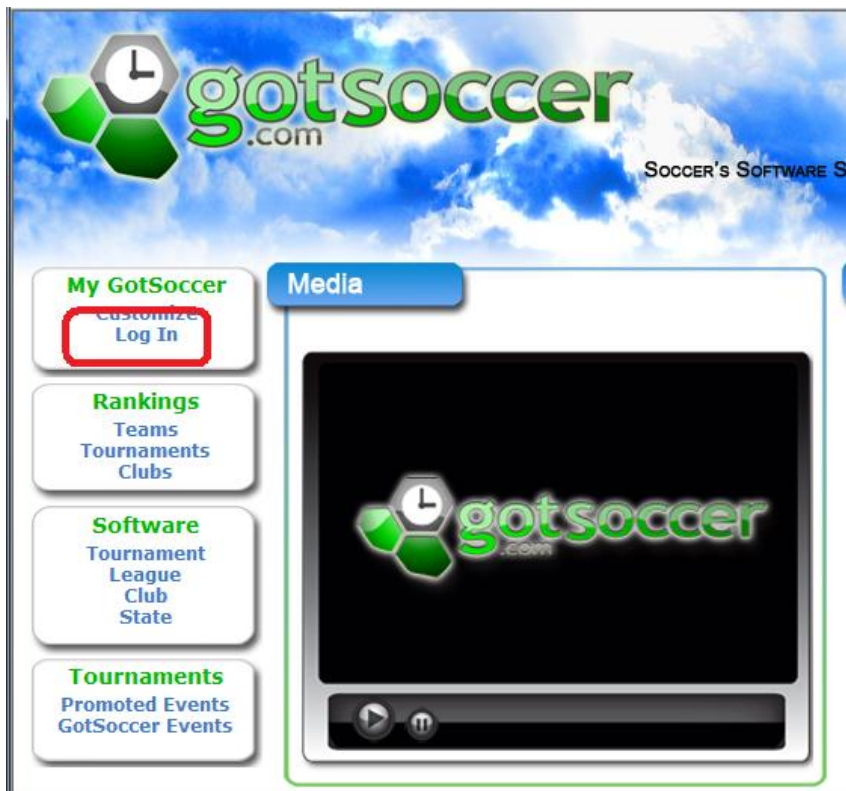 gotsoccer
.com
SOCCER'S SOFTWARE S
My GotSoccer
Customize
Log In
Rankings
Teams
Tournaments
Clubs
Software
Tournament
League
Club
State
Tournaments
Promoted Events
GotSoccer Events
Media
gotsoccer
.com